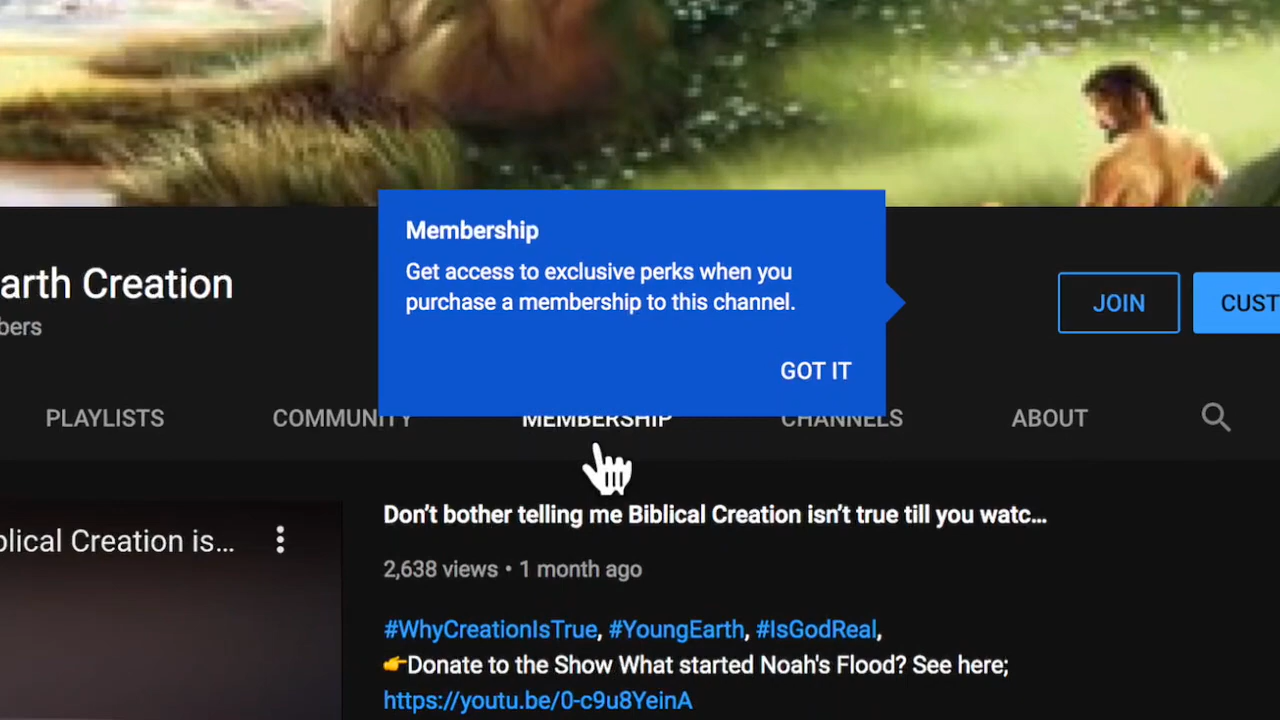 Membership
Get access to exclusive perks when you
purchase a membership to this channel.
GOT IT
arth Creation
bers
JOIN
CUST
PLAYLISTS
COMMUNITY
MEMBERSHIP
CHANNELS
ABOUT
Don’t bother telling me Biblical Creation isn’t true till you watc...
2,638 views • 1 month ago
blical Creation is...
#WhyCreationIsTrue, #YoungEarth, #IsGodReal,
👉Donate to the Show What started Noah's Flood? See here;
https://youtu.be/0-c9u8YeinA